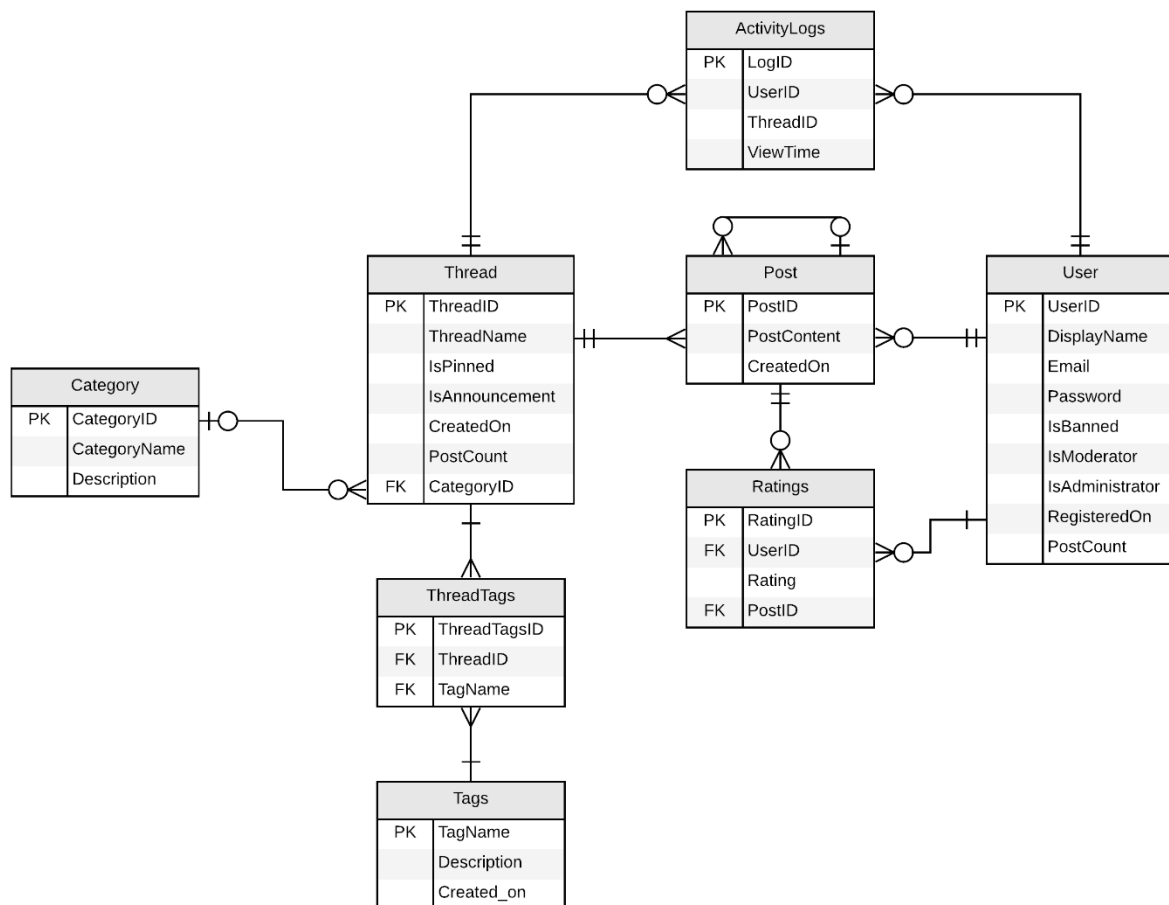 ActivityLogs
PK LogID
UserID
ThreadID
ViewTime
Thread
PK ThreadID
ThreadName
IsPinned
IsAnnouncement
CreatedOn
PostCount
FK CategoryID
Post
PK PostID
PostContent
CreatedOn
User
PK UserID
DisplayName
Email
Password
IsBanned
IsModerator
IsAdministrator
RegisteredOn
PostCount
Category
PK CategoryID
CategoryName
Description
Ratings
PK RatingID
FK UserID
Rating
FK PostID
ThreadTags
PK ThreadTagsID
FK ThreadID
FK TagName
Tags
PK TagName
Description
Created_on